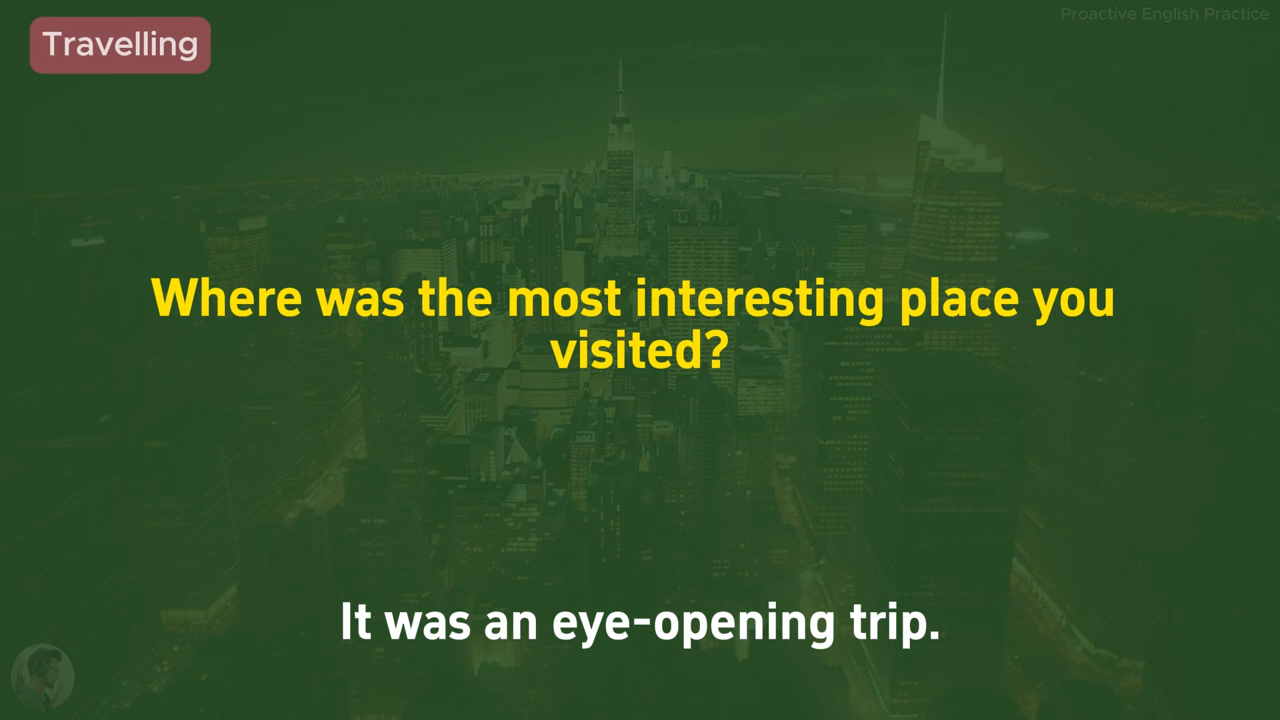 Proactive English Practice
Travelling
Where was the most interesting place you
visited?
It was an eye-opening trip.